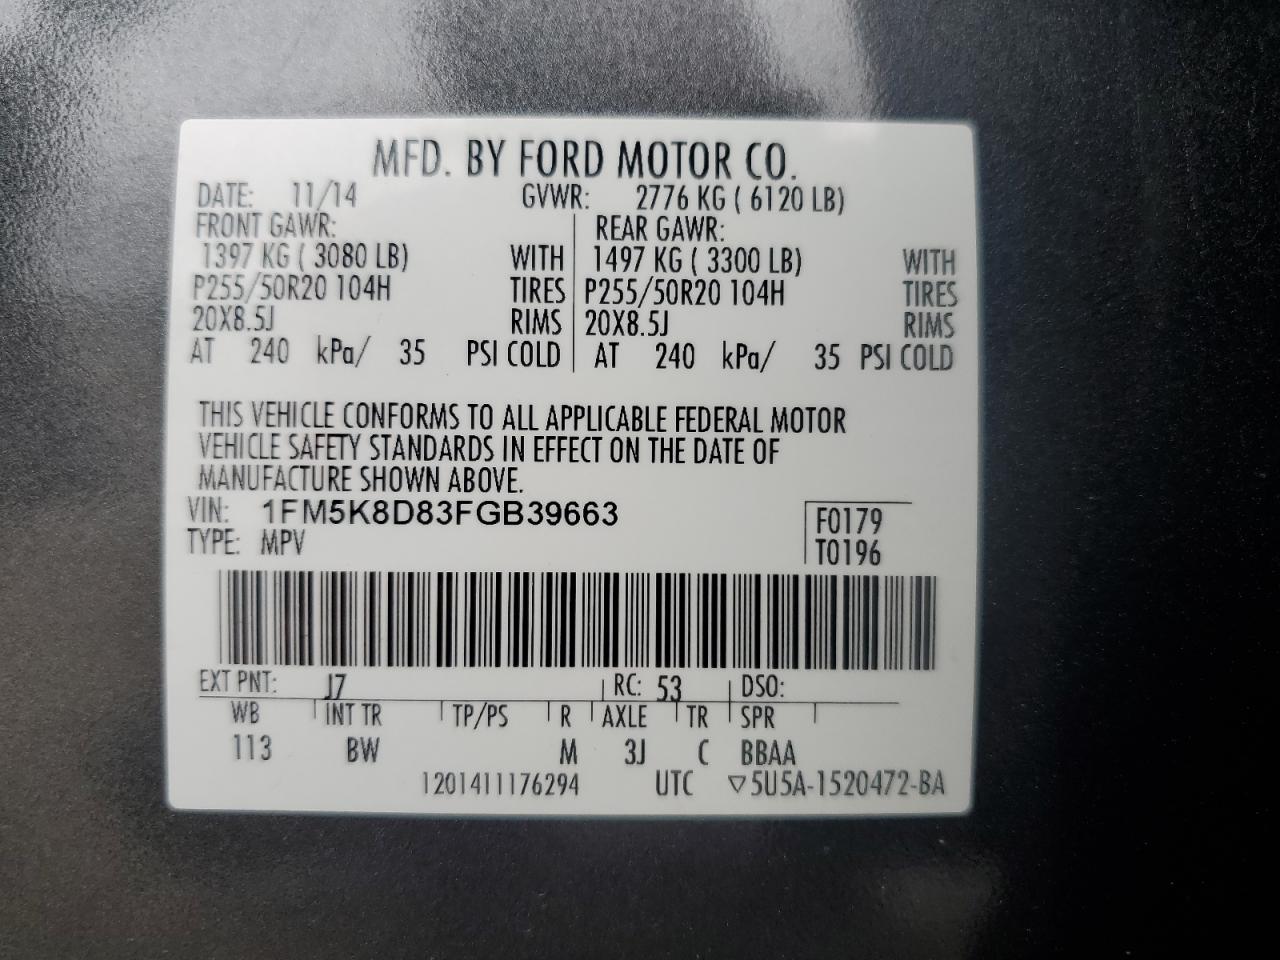 MFD. BY FORD MOTOR CO.
DATE: 11/14 GVWR: 2776 KG ( 6120 LB)
FRONT GAWR: REAR GAWR:
1397 KG ( 3080 LB) WITH 1497 KG ( 3300 LB) WITH
P255/50R20 104H TIRES P255/50R20 104H TIRES
20X8.5J RIMS 20X8.5J RIMS
AT 240 kPa/ 35 PSI COLD AT 240 kPa/ 35 PSI COLD
THIS VEHICLE CONFORMS TO ALL APPLICABLE FEDERAL MOTOR
VEHICLE SAFETY STANDARDS IN EFFECT ON THE DATE OF
MANUFACTURE SHOWN ABOVE.
VIN: 1FM5K8D83FGB39663 F0179
TYPE: MPV T0196
EXT PNT: J7 RC: 53 DSO:
WB INT TR TP/PS R AXLE TR SPR
113 BW M 3J C BBAA
1201411176294 UTC ▽5U5A-1520472-BA